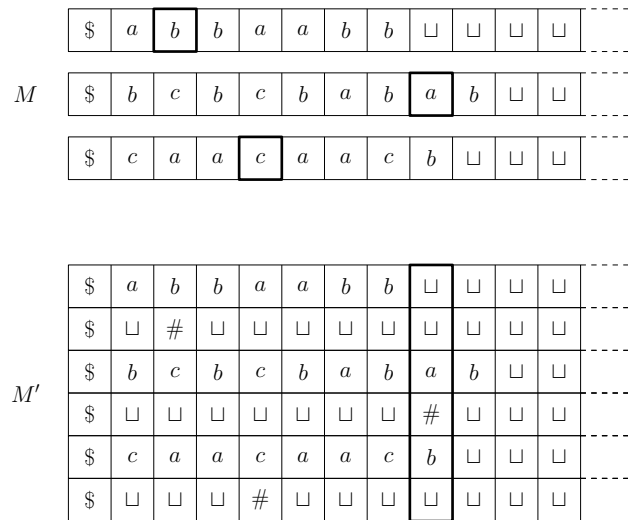 $ a b b a a b b ⊔ ⊔ ⊔ ⊔
M $ b c b c b a b a b ⊔ ⊔
$ c a a c a a c b ⊔ ⊔ ⊔
$ a b b a a b b ⊔ ⊔ ⊔ ⊔
$ ⊔ # ⊔ ⊔ ⊔ ⊔ ⊔ ⊔ ⊔ ⊔ ⊔
$ b c b c b a b a b ⊔ ⊔
M′
$ ⊔ ⊔ ⊔ ⊔ ⊔ ⊔ ⊔ # ⊔ ⊔ ⊔
$ c a a c a a c b ⊔ ⊔ ⊔
$ ⊔ ⊔ ⊔ # ⊔ ⊔ ⊔ ⊔ ⊔ ⊔ ⊔